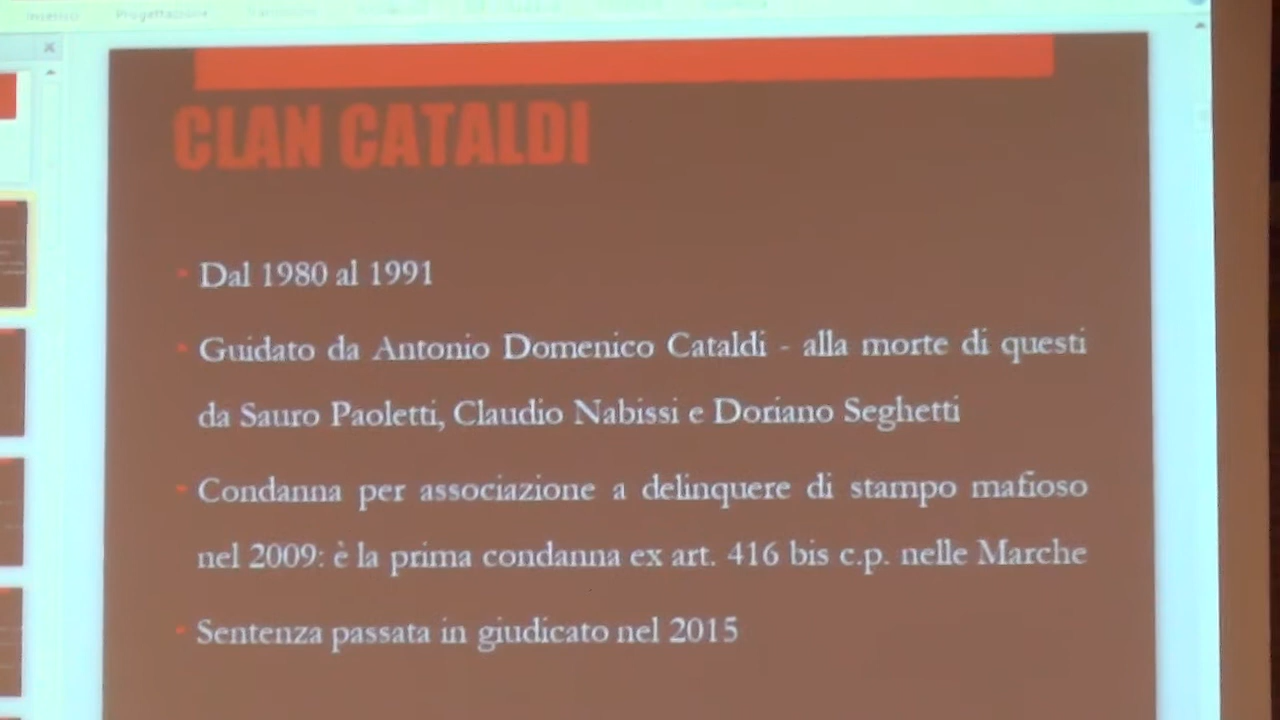 Inserisci Progettazione
CLAN CATALDI
Dal 1980 al 1991
Guidato da Antonio Domenico Cataldi - alla morte di questi
da Sauro Paoletti, Claudio Nabissi e Doriano Seghetti
Condanna per associazione a delinquere di stampo mafioso
nel 2009: è la prima condanna ex art. 416 bis c.p. nelle Marche
Sentenza passata in giudicato nel 2015